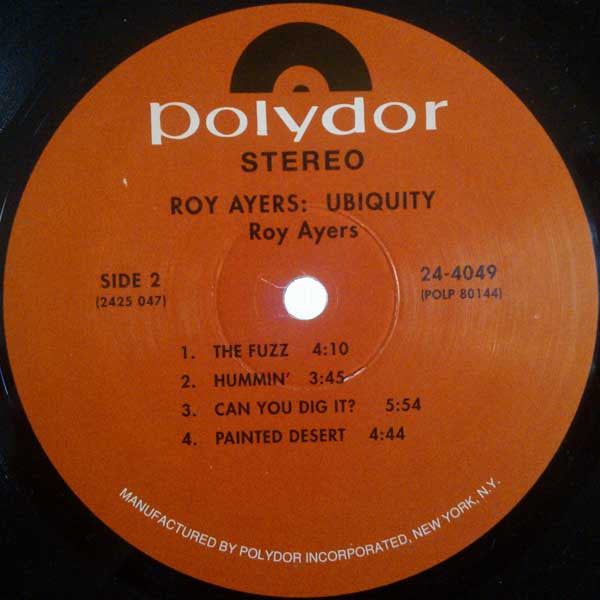 polydor
STEREO
ROY AYERS: UBIQUITY
Roy Ayers
SIDE 2
(2425 047)
24-4049
(POLP 80144)
1. THE FUZZ 4:10
2. HUMMIN' 3:45
3. CAN YOU DIG IT? 5:54
4. PAINTED DESERT 4:44
MANUFACTURED BY POLYDOR INCORPORATED, NEW YORK, N.Y.